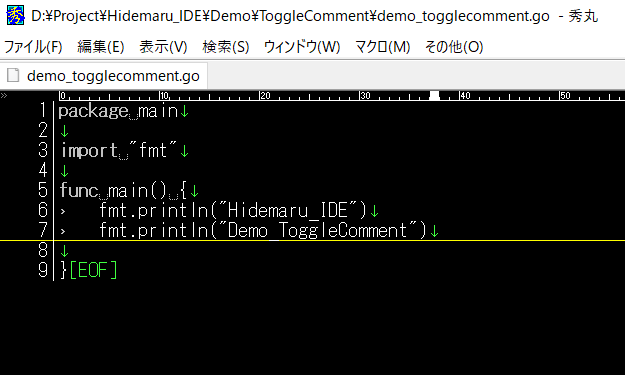 D:¥Project¥Hidemaru_IDE¥Demo¥ToggleComment¥demo_togglecomment.go - 秀丸
ファイル(F) 編集(E) 表示(V) 検索(S) ウィンドウ(W) マクロ(M) その他(O)
demo_togglecomment.go
» 0 10 20 30 40 50
1 package main↓
2 ↓
3 import "fmt"↓
4 ↓
5 func main() {↓
6 › fmt.println("Hidemaru_IDE")↓
7 › fmt.println("Demo_ToggleComment")↓
8 ↓
9 }[EOF]